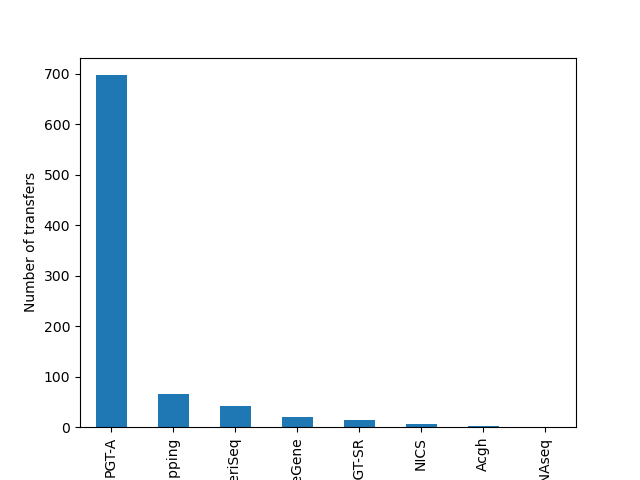 Number of transfers
700
600
500
400
300
200
100
0
PGT-A
pping
eriSeq
eGene
GT-SR
NICS
Acgh
NAseq